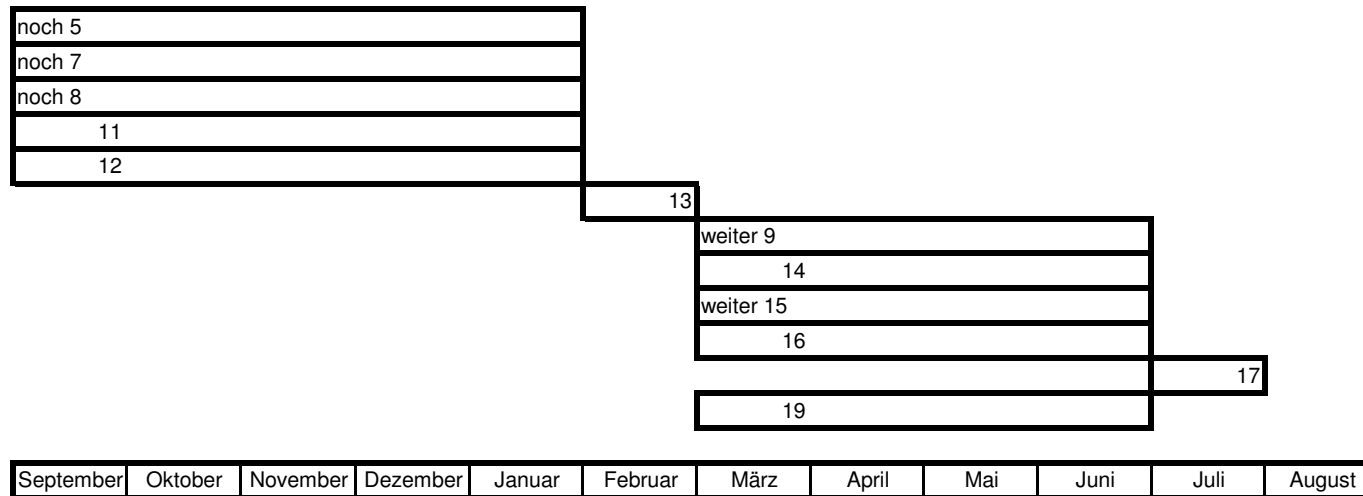 noch 5
noch 7
noch 8
11
12
13
weiter 9
14
weiter 15
16
17
19
September Oktober November Dezember Januar Februar März April Mai Juni Juli August